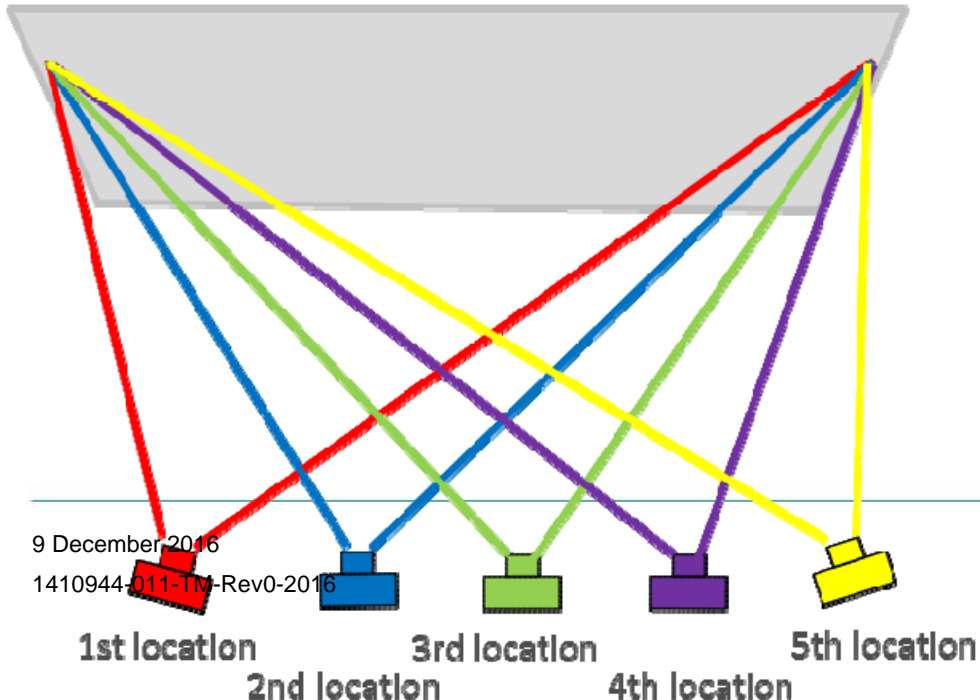 9 December 2016
1410944-011-TM-Rev0-2016
1st location
3rd location
5th location
2nd location
4th location